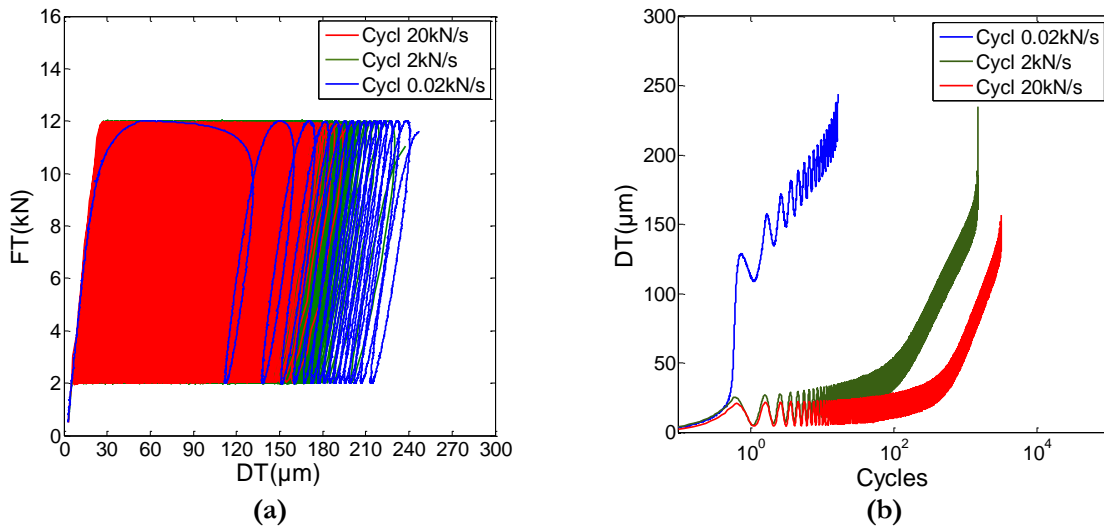 16
14
12
10
8
6
4
2
0
FT(kN)
Cycl 20kN/s
Cycl 2kN/s
Cycl 0.02kN/s
0 30 60 90 120 150 180 210 240 270 300
DT(µm)
(a)
300
250
200
150
100
50
0
DT(µm)
Cycl 0.02kN/s
Cycl 2kN/s
Cycl 20kN/s
10^0 10^2 10^4
Cycles
(b)